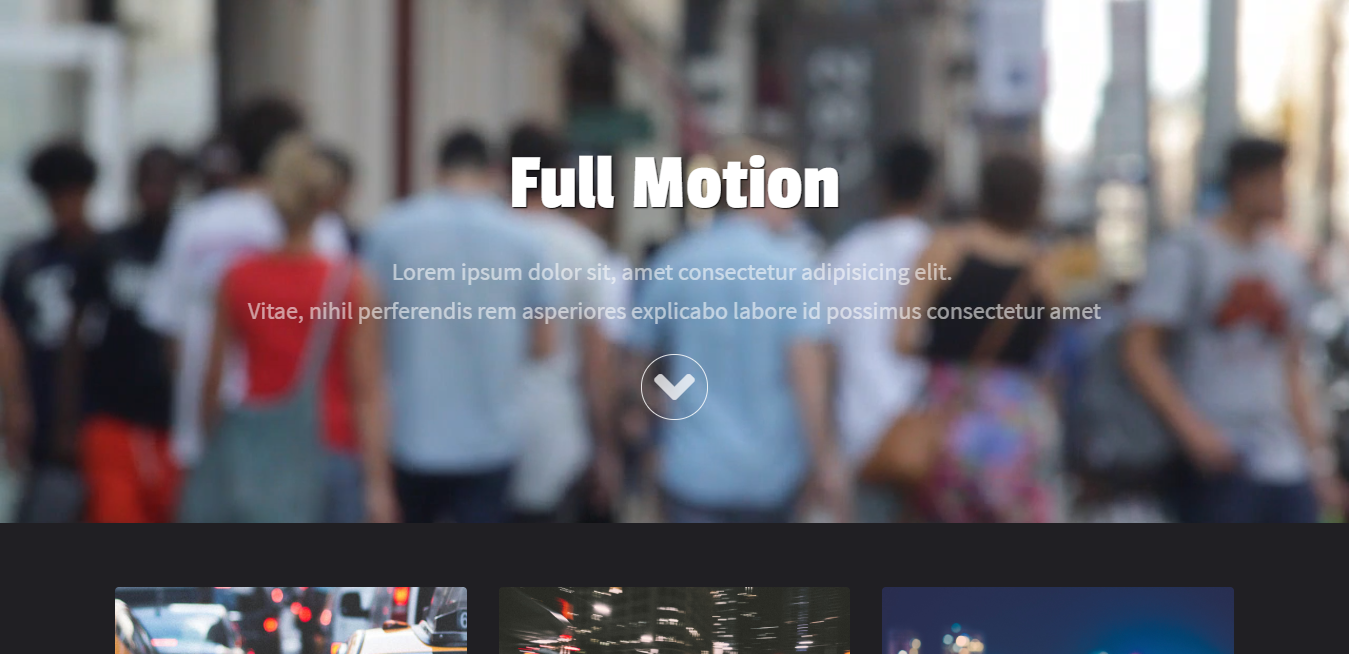 Full Motion
Lorem ipsum dolor sit, amet consectetur adipisicing elit.
Vitae, nihil perferendis rem asperiores explicabo labore id possimus consectetur amet